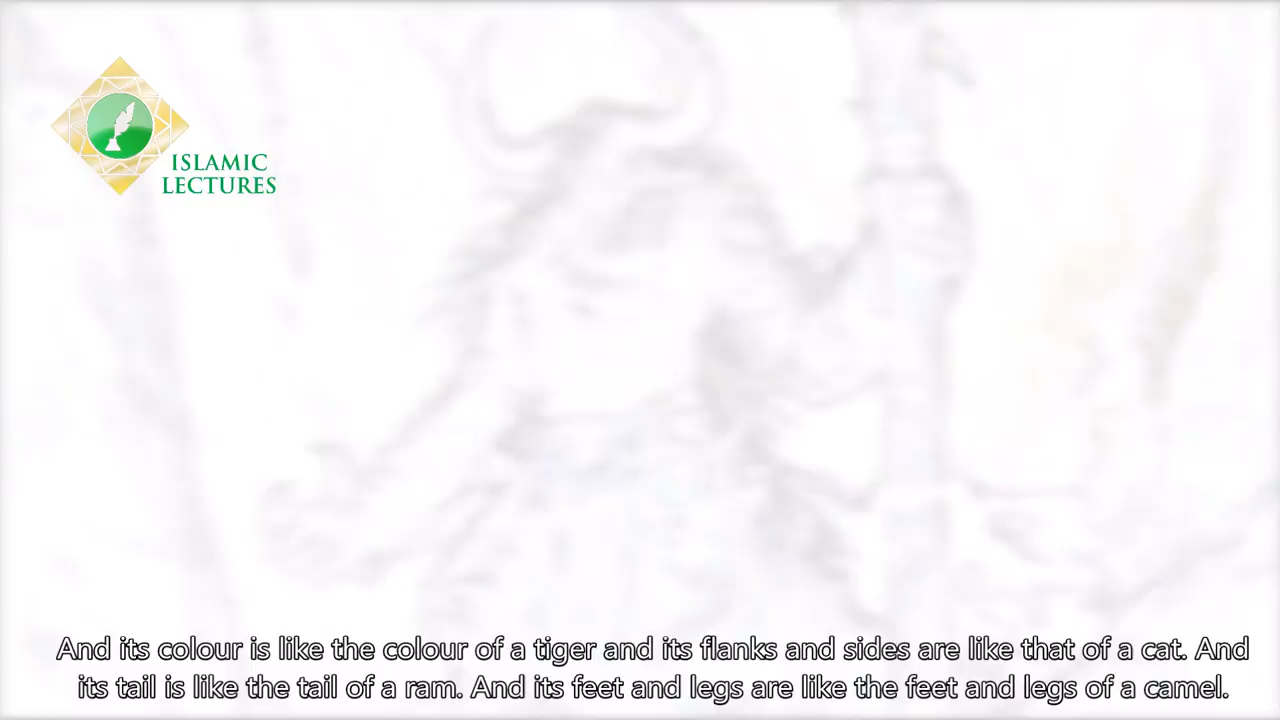 ISLAMIC
LECTURES
And its colour is like the colour of a tiger and its flanks and sides are like that of a cat. And
its tail is like the tail of a ram. And its feet and legs are like the feet and legs of a camel.